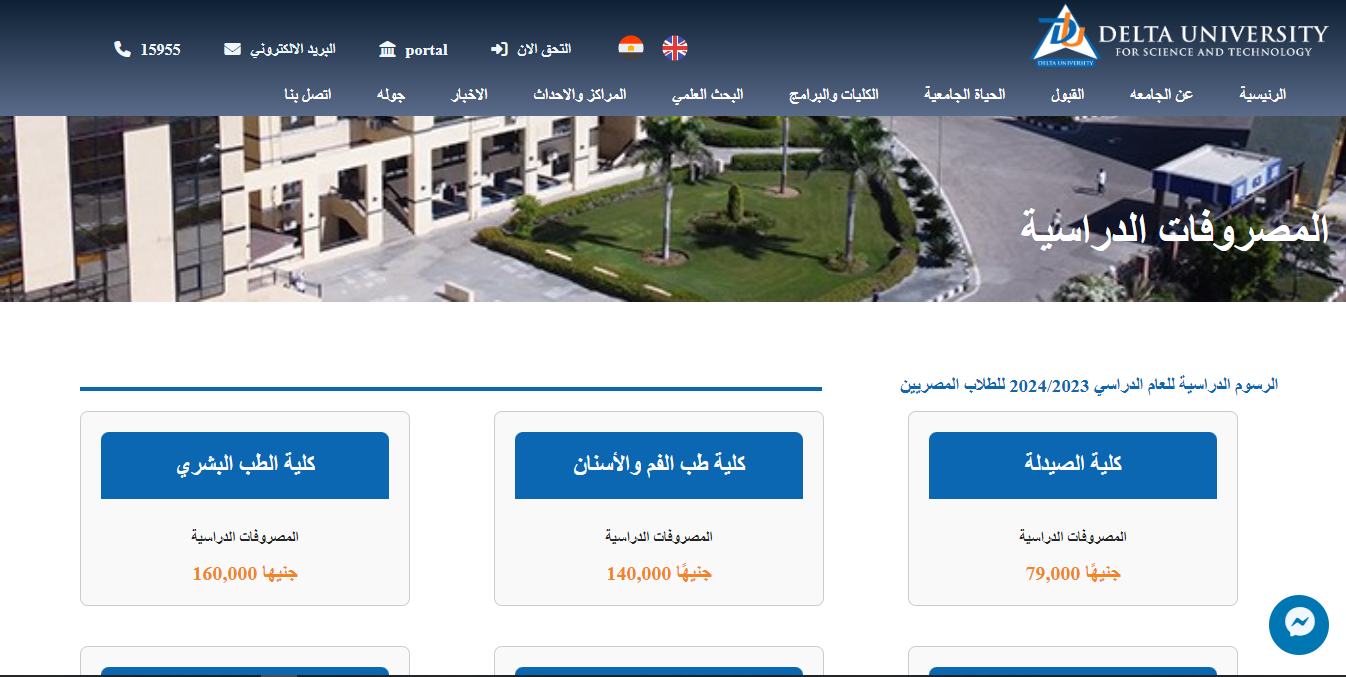 DELTA UNIVERSITY
FOR SCIENCE AND TECHNOLOGY
DELTA UNIVERSITY
التحق الان
portal
البريد الالكتروني
15955
الرئيسية
عن الجامعه
القبول
الحياة الجامعية
الكليات والبرامج
البحث العلمي
المراكز والاحداث
الاخبار
جوله
اتصل بنا
المصروفات الدراسية
الرسوم الدراسية للعام الدراسي 2024/2023 للطلاب المصريين
كلية الصيدلة
المصروفات الدراسية
79,000 جنيهًا
كلية طب الفم والأسنان
المصروفات الدراسية
140,000 جنيهًا
كلية الطب البشري
المصروفات الدراسية
160,000 جنيها